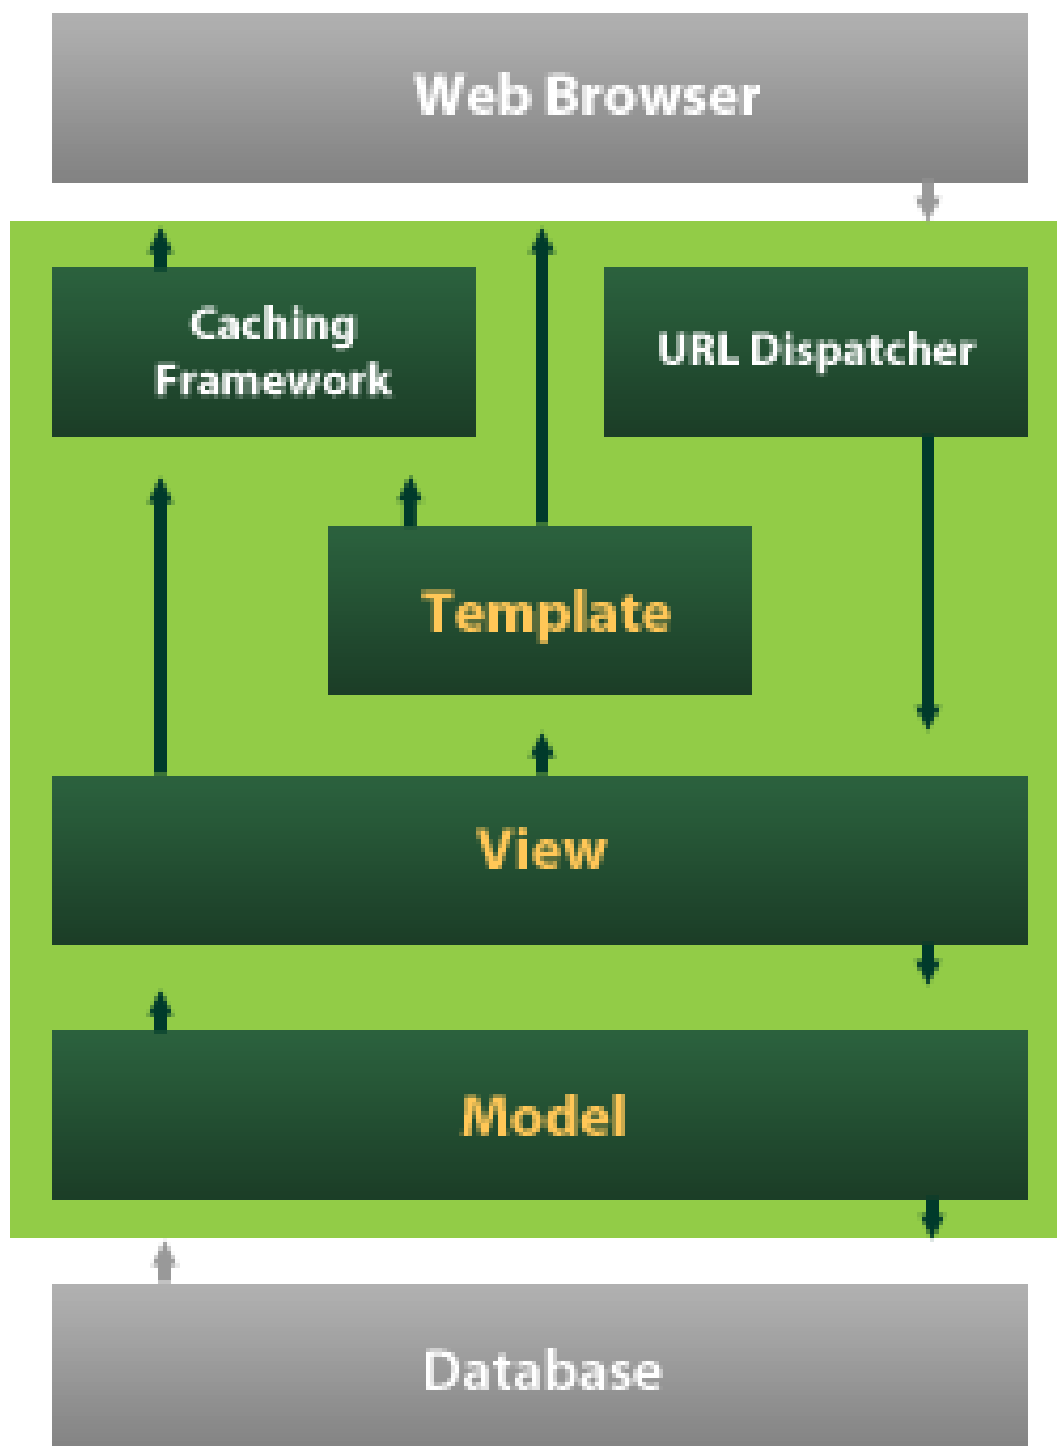 Web Browser
Caching
Framework
URL Dispatcher
Template
View
Model
Database